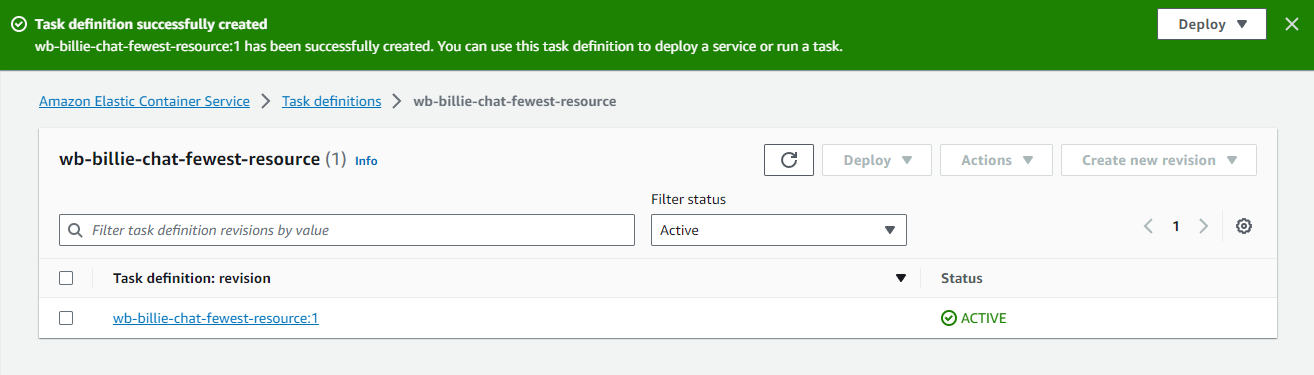 Task definition successfully created
wb-billie-chat-fewest-resource:1 has been successfully created. You can use this task definition to deploy a service or run a task.
Deploy
Amazon Elastic Container Service > Task definitions > wb-billie-chat-fewest-resource
wb-billie-chat-fewest-resource (1) Info
Deploy Actions Create new revision
Filter status
Filter task definition revisions by value Active 1
Task definition: revision Status
wb-billie-chat-fewest-resource:1 ACTIVE